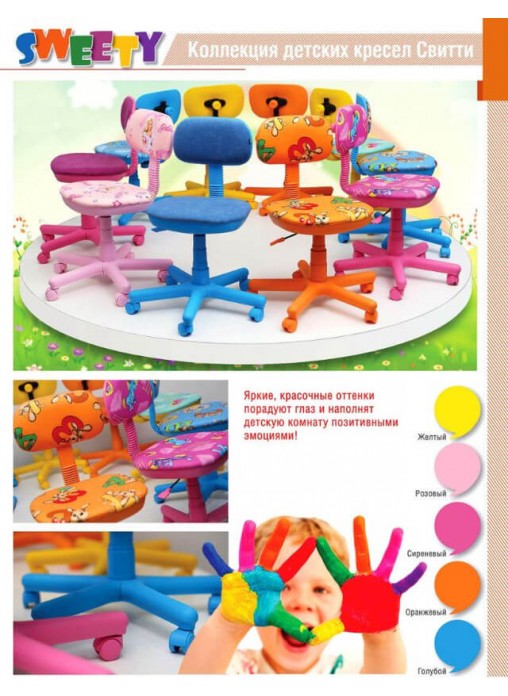 SWEETY
Коллекция детских кресел Свитти
Яркие, красочные оттенки
порадуют глаз и наполнят
детскую комнату позитивными
эмоциями!
Желтый
Розовый
Сиреневый
Оранжевый
Голубой